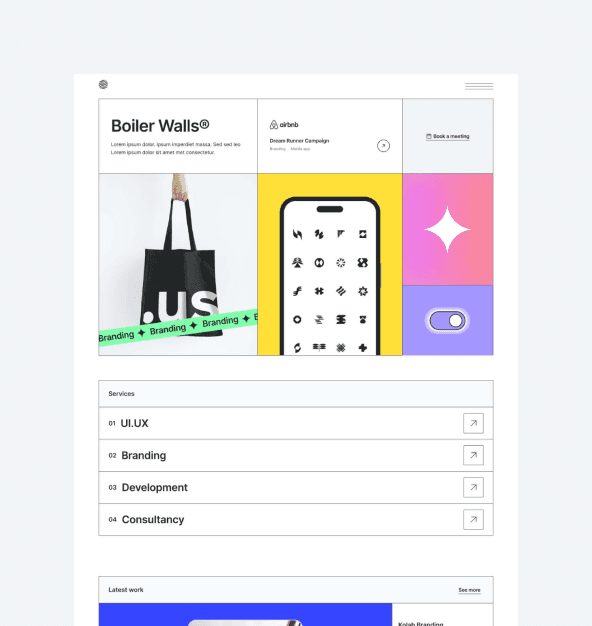 Boiler Walls®
Lorem ipsum dolor. Ipsum imperdiet massa. Sed sed leo.
Lorem ipsum dolor sit amet met consectetur.
airbnb
Dream Runner Campaign
Branding Mobile app
Book a meeting
.us
Branding ✦ Branding ✦ Branding ✦ B
Services
01 UI.UX
02 Branding
03 Development
04 Consultancy
Latest work
See more
Kolab Branding